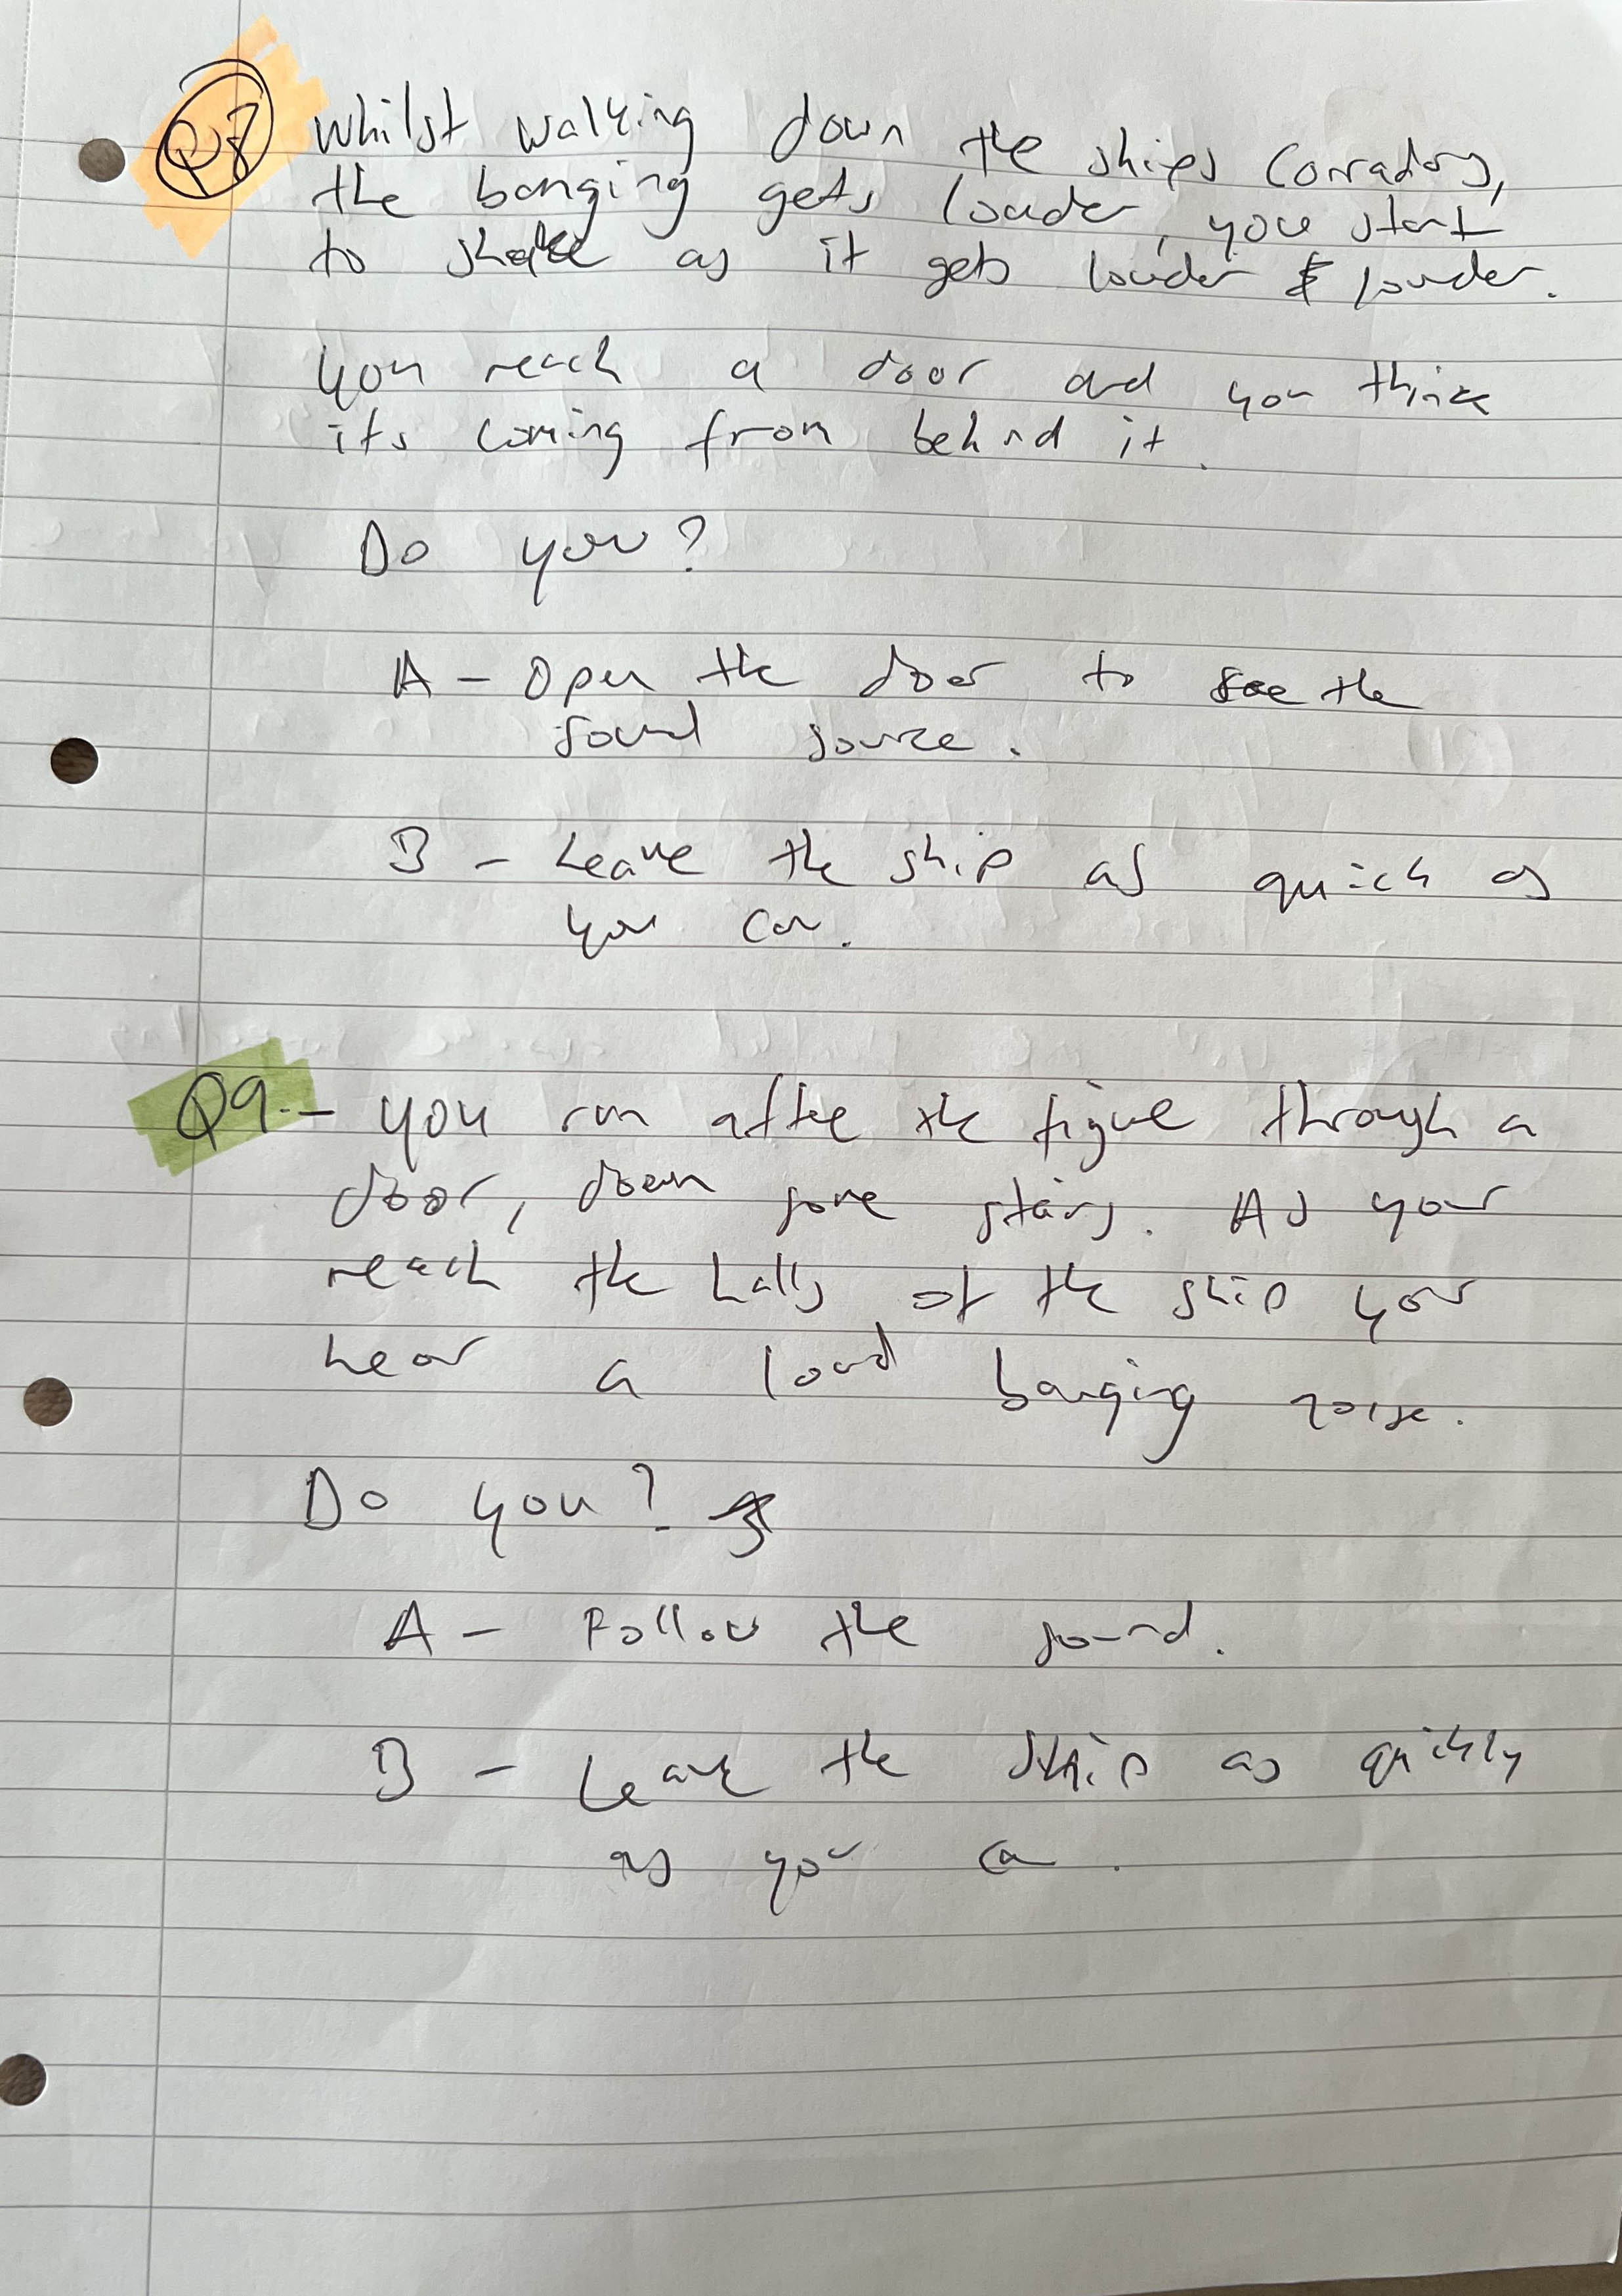 Q8 Whilst walking down the ships Corradors,
the banging gets louder, you start
to shake as it gets louder & louder.
you reach a door and you think
its coming from behind it.
Do you?
A - Open the door to see the
sound source.
B - Leave the ship as quick as
you can.
Q9.- you run after the figure through a
door, down some stairs. As your
reach the halls of the ship you
hear a loud banging noise.
Do you?
A - Follow the sound.
B - Leave the ship as quickly
as you can.